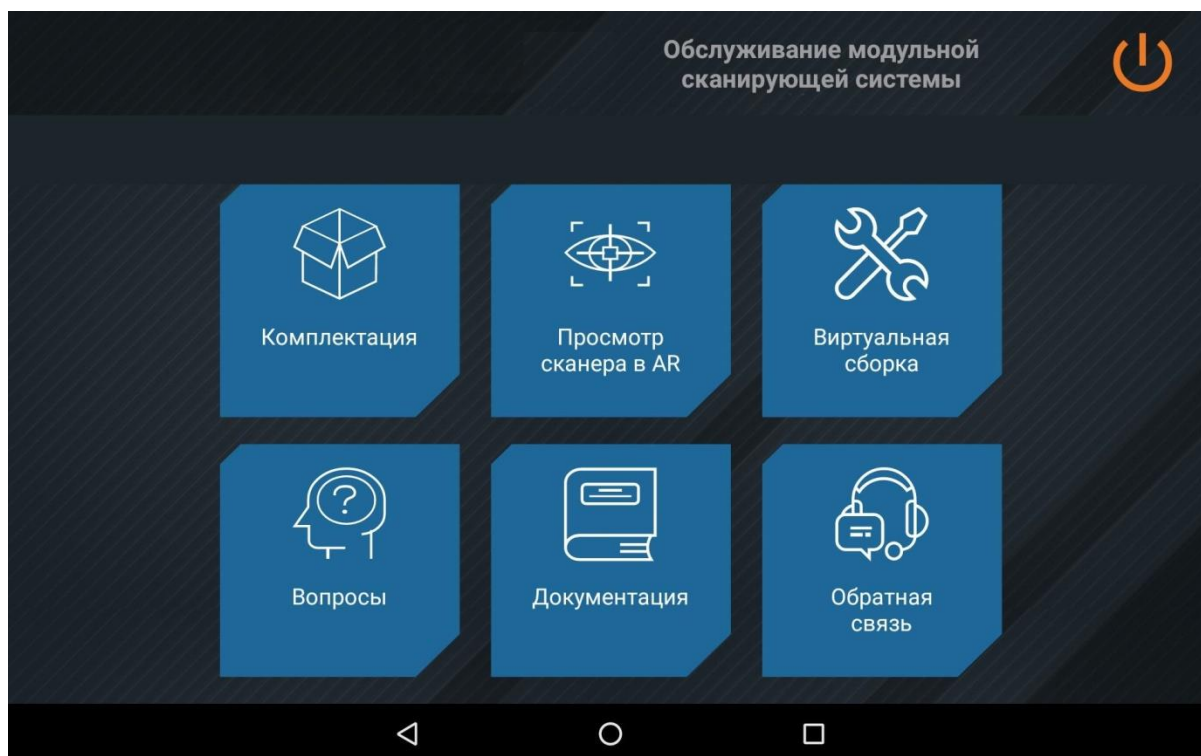 Обслуживание модульной
сканирующей системы
Комплектация
Просмотр
сканера в AR
Виртуальная
сборка
?
Вопросы
Документация
Обратная
связь